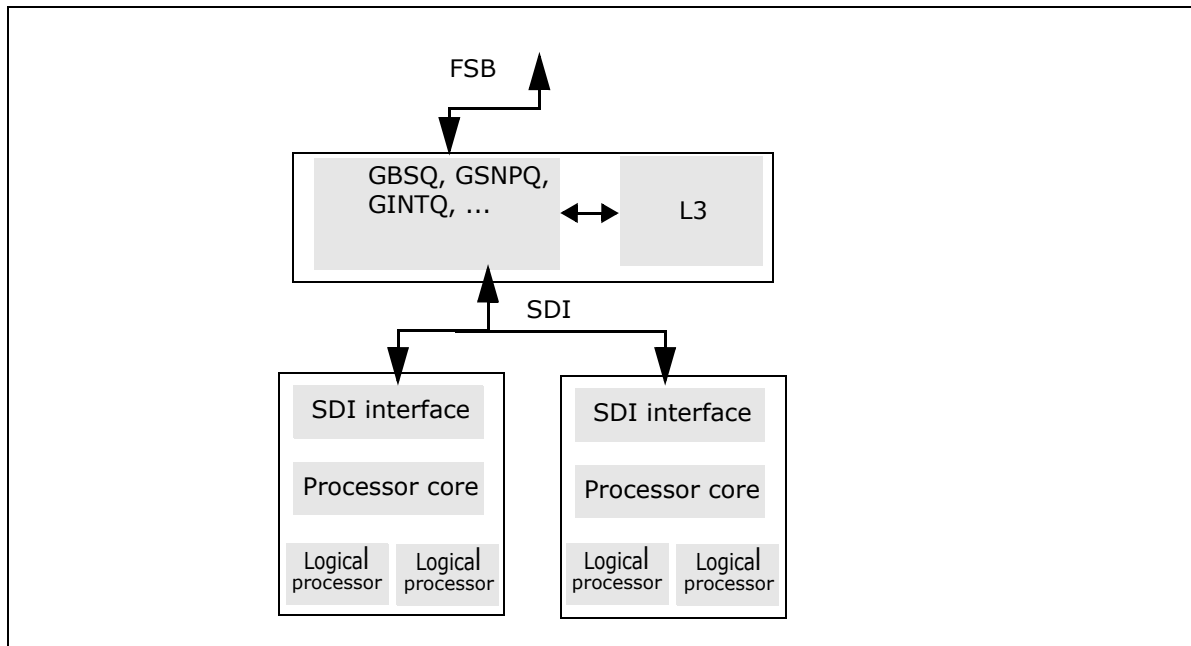 FSB
GBSQ, GSNPQ,
GINTQ, ...
L3
SDI
SDI interface
Processor core
Logical
processor
Logical
processor
SDI interface
Processor core
Logical
processor
Logical
processor